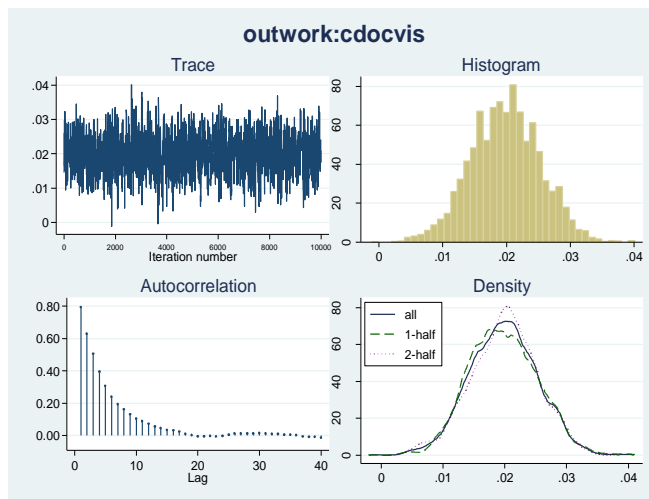 outwork:cdocvis
Trace
.04
.03
.02
.01
0
0 2000 4000 6000 8000 10000
Iteration number
Histogram
80
60
40
20
0
0 .01 .02 .03 .04
Autocorrelation
0.80
0.60
0.40
0.20
0.00
0 10 20 30 40
Lag
Density
all
1-half
2-half
80
60
40
20
0
0 .01 .02 .03 .04